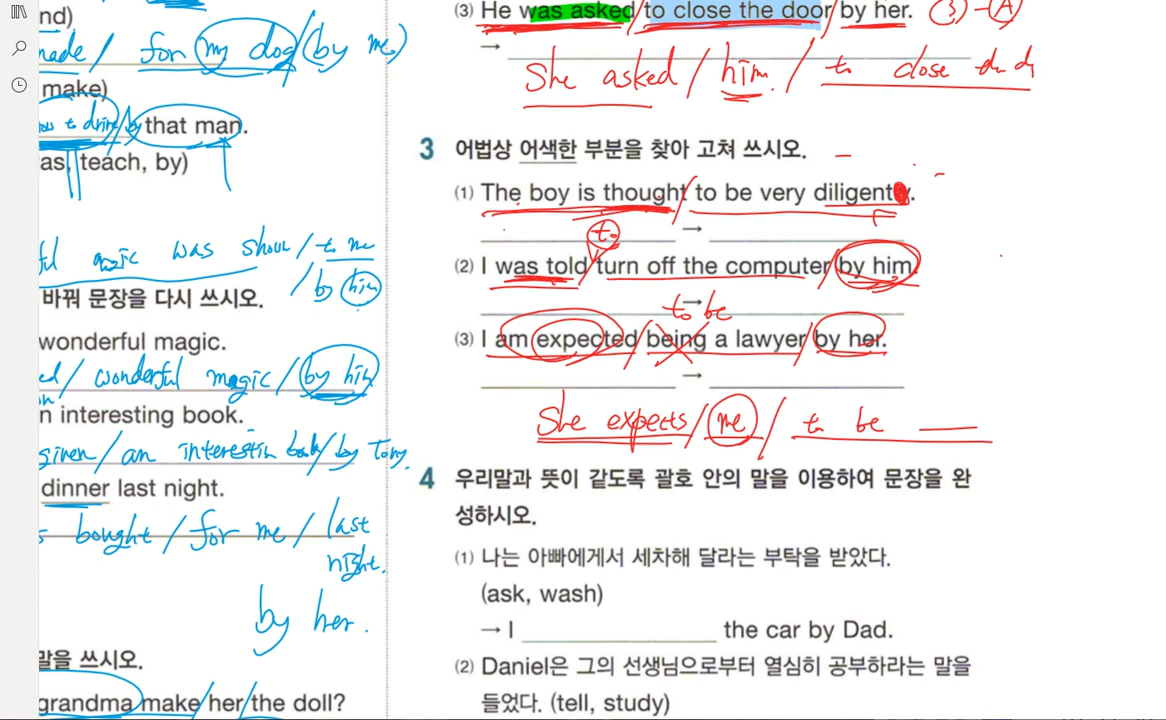 nd)
made / for my dog (by me)
make)
how to drive / by that man.
as, teach, by)
ful magic was shown / to me
/ by him
바꿔 문장을 다시 쓰시오.
wonderful magic.
ed / wonderful magic / by him
n interesting book.
given / an interestin book / by Tony.
dinner last night.
s bought / for me / last
night.
by her.
말을 쓰시오.
grandma make / her / the doll?
(3) He was asked / to close the door / by her. (3)-(A)
→
She asked / him. / to close the d
3 어법상 어색한 부분을 찾아 고쳐 쓰시오.
(1) The boy is thought / to be very diligent.
→
to
(2) I was told turn off the computer / by him.
→
to be
(3) I am expected / being a lawyer / by her.
→
She expects / me / to be
4 우리말과 뜻이 같도록 괄호 안의 말을 이용하여 문장을 완
성하시오.
(1) 나는 아빠에게서 세차해 달라는 부탁을 받았다.
(ask, wash)
→ I ______ the car by Dad.
(2) Daniel은 그의 선생님으로부터 열심히 공부하라는 말을
들었다. (tell, study)